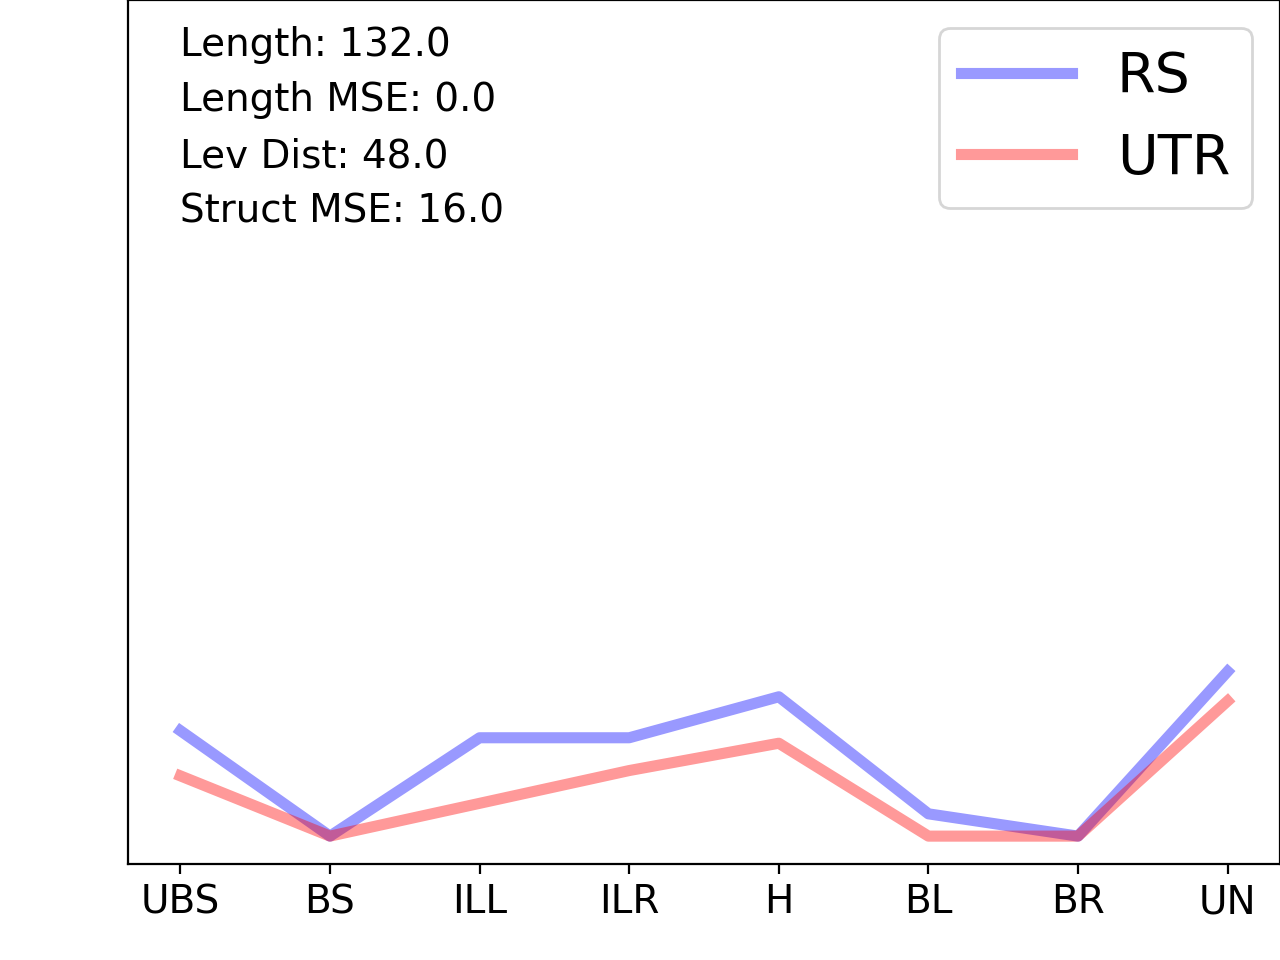 Length: 132.0
Length MSE: 0.0
Lev Dist: 48.0
Struct MSE: 16.0
RS
UTR
UBS BS ILL ILR H BL BR UN